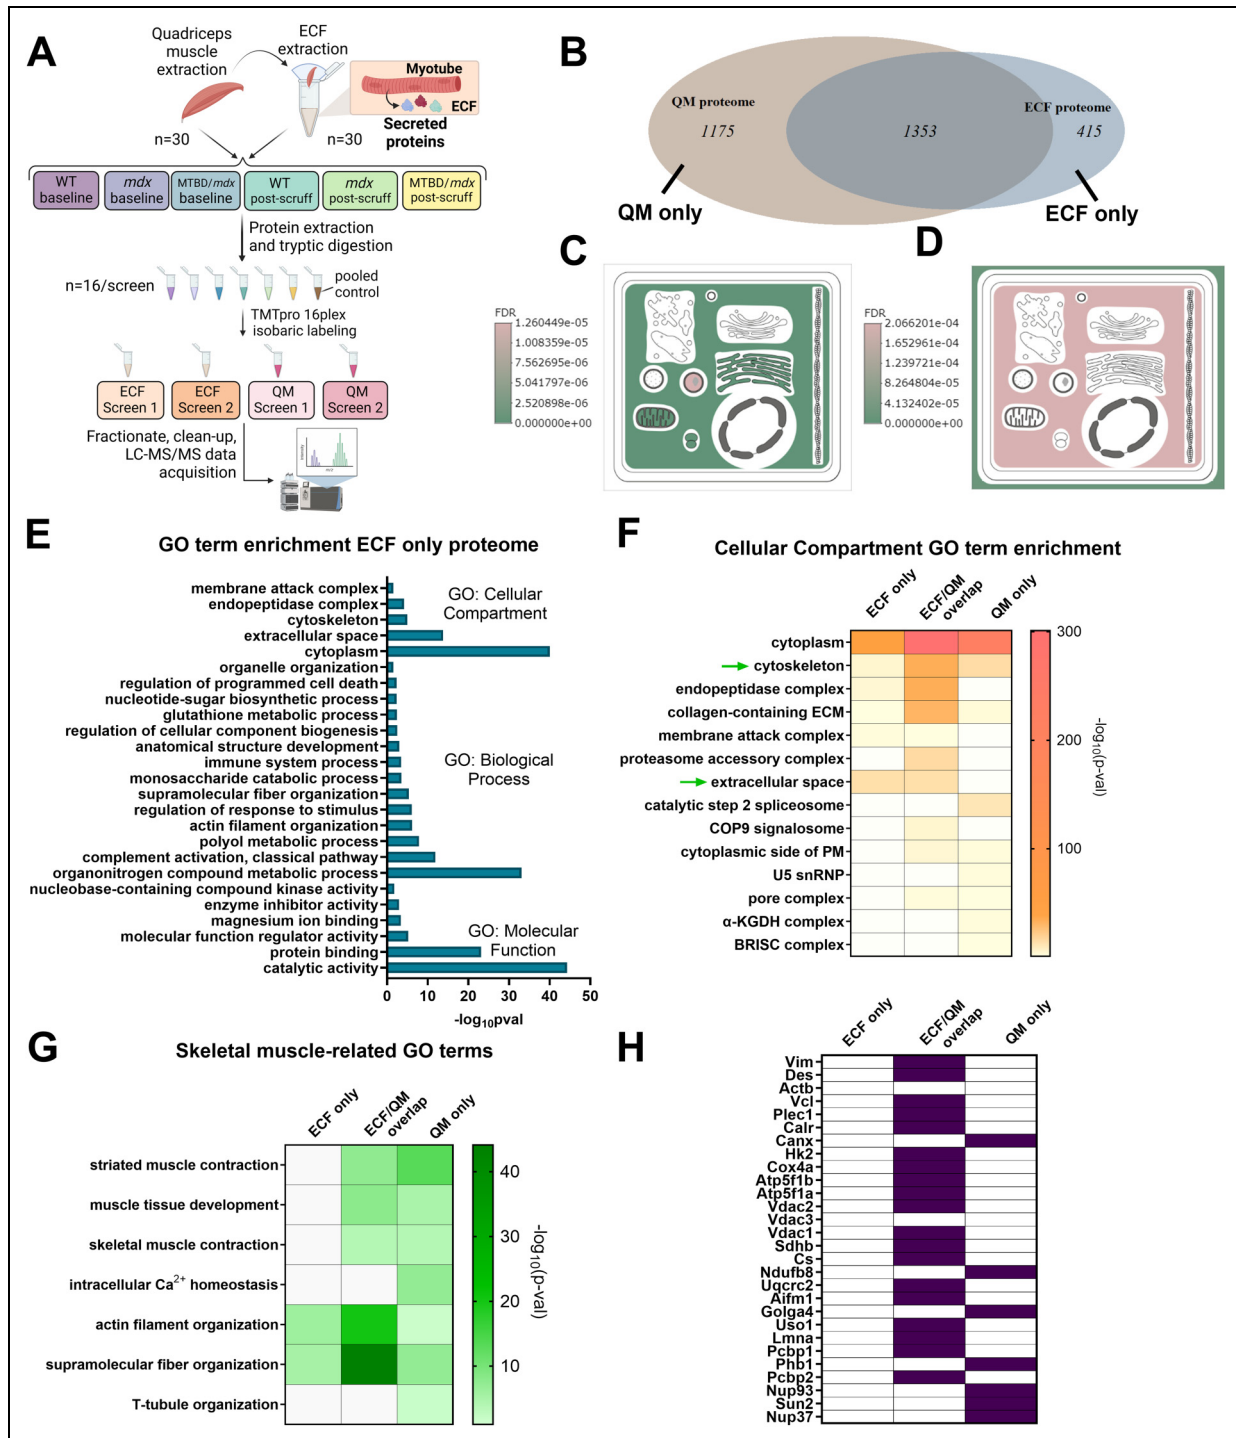 A
Quadriceps
muscle
extraction
ECF
extraction
Myotube
ECF
Secreted
proteins
n=30
n=30
WT
baseline
mdx
baseline
MTBD/mdx
baseline
WT
post-scruff
mdx
post-scruff
MTBD/mdx
post-scruff
Protein extraction
and tryptic digestion
n=16/screen
pooled
control
TMTpro 16plex
isobaric labeling
ECF
Screen 1
ECF
Screen 2
QM
Screen 1
QM
Screen 2
Fractionate, clean-up,
LC-MS/MS data
acquisition
B
QM proteome
1175
1353
ECF proteome
415
QM only
ECF only
C
FDR
1.260449e-05
1.008359e-05
7.562695e-06
5.041797e-06
2.520898e-06
0.000000e+00
D
FDR
2.066201e-04
1.652961e-04
1.239721e-04
8.264804e-05
4.132402e-05
0.000000e+00
E
GO term enrichment ECF only proteome
membrane attack complex
endopeptidase complex
cytoskeleton
extracellular space
cytoplasm
organelle organization
regulation of programmed cell death
nucleotide-sugar biosynthetic process
glutathione metabolic process
regulation of cellular component biogenesis
anatomical structure development
immune system process
monosaccharide catabolic process
supramolecular fiber organization
regulation of response to stimulus
actin filament organization
polyol metabolic process
complement activation, classical pathway
organonitrogen compound metabolic process
nucleobase-containing compound kinase activity
enzyme inhibitor activity
magnesium ion binding
molecular function regulator activity
protein binding
catalytic activity
GO: Cellular
Compartment
GO: Biological
Process
GO: Molecular
Function
0 10 20 30 40 50
-log10pval
F
Cellular Compartment GO term enrichment
ECF only
ECF/QM
overlap
QM only
cytoplasm
cytoskeleton
endopeptidase complex
collagen-containing ECM
membrane attack complex
proteasome accessory complex
extracellular space
catalytic step 2 spliceosome
COP9 signalosome
cytoplasmic side of PM
U5 snRNP
pore complex
α-KGDH complex
BRISC complex
300
200
100
-log10(p-val)
G
Skeletal muscle-related GO terms
ECF only
ECF/QM
overlap
QM only
striated muscle contraction
muscle tissue development
skeletal muscle contraction
intracellular Ca2+ homeostasis
actin filament organization
supramolecular fiber organization
T-tubule organization
40
30
20
10
-log10(p-val)
H
ECF only
ECF/QM
overlap
QM only
Vim
Des
Actb
Vcl
Plec1
Calr
Canx
Hk2
Cox4a
Atp5f1b
Atp5f1a
Vdac2
Vdac3
Vdac1
Sdhb
Cs
Ndufb8
Uqcrc2
Aifm1
Golga4
Uso1
Lmna
Pcbp1
Phb1
Pcbp2
Nup93
Sun2
Nup37